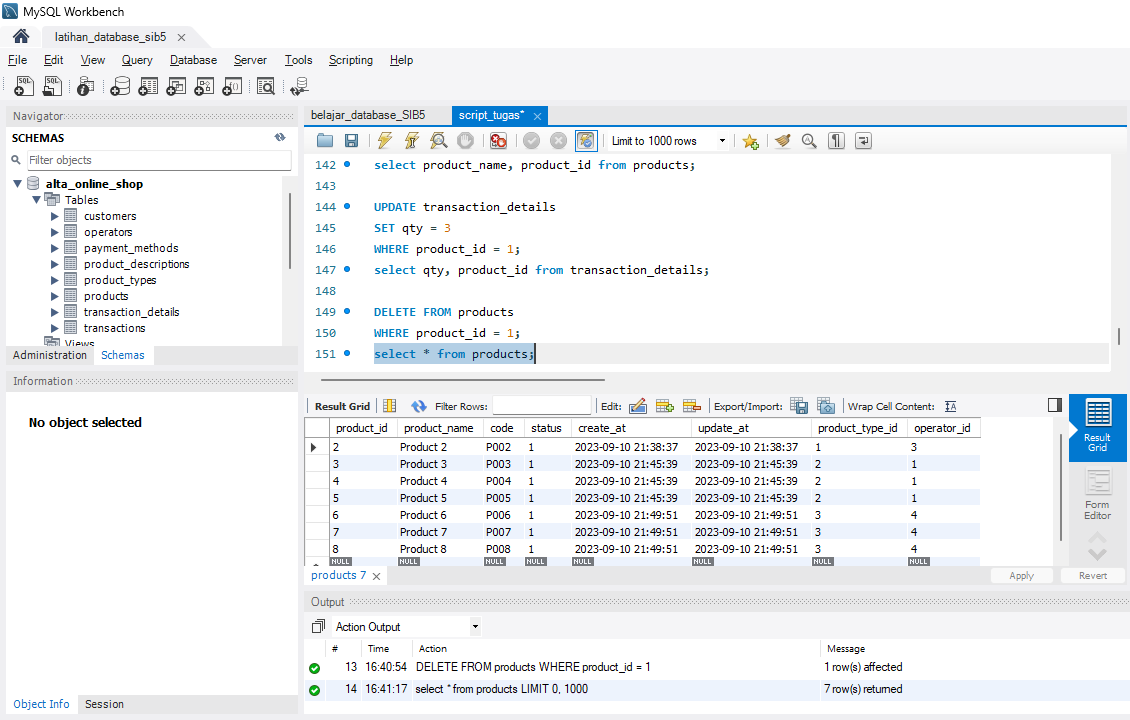 MySQL Workbench
latihan_database_sib5
File Edit View Query Database Server Tools Scripting Help
Navigator
SCHEMAS
Filter objects
alta_online_shop
Tables
customers
operators
payment_methods
product_descriptions
product_types
products
transaction_details
transactions
Views
Administration Schemas
Information
No object selected
Object Info Session
belajar_database_SIB5 script_tugas*
Limit to 1000 rows
142 select product_name, product_id from products;
143
144 UPDATE transaction_details
145 SET qty = 3
146 WHERE product_id = 1;
147 select qty, product_id from transaction_details;
148
149 DELETE FROM products
150 WHERE product_id = 1;
151 select * from products;
Result Grid Filter Rows: Edit: Export/Import: Wrap Cell Content:
product_id product_name code status create_at update_at product_type_id operator_id
2 Product 2 P002 1 2023-09-10 21:38:37 2023-09-10 21:38:37 1 3
3 Product 3 P003 1 2023-09-10 21:45:39 2023-09-10 21:45:39 2 1
4 Product 4 P004 1 2023-09-10 21:45:39 2023-09-10 21:45:39 2 1
5 Product 5 P005 1 2023-09-10 21:45:39 2023-09-10 21:45:39 2 1
6 Product 6 P006 1 2023-09-10 21:49:51 2023-09-10 21:49:51 3 4
7 Product 7 P007 1 2023-09-10 21:49:51 2023-09-10 21:49:51 3 4
8 Product 8 P008 1 2023-09-10 21:49:51 2023-09-10 21:49:51 3 4
NULL NULL NULL NULL NULL NULL NULL NULL
Result
Grid
Form
Editor
products 7
Apply Revert
Output
Action Output
# Time Action Message
13 16:40:54 DELETE FROM products WHERE product_id = 1 1 row(s) affected
14 16:41:17 select * from products LIMIT 0, 1000 7 row(s) returned